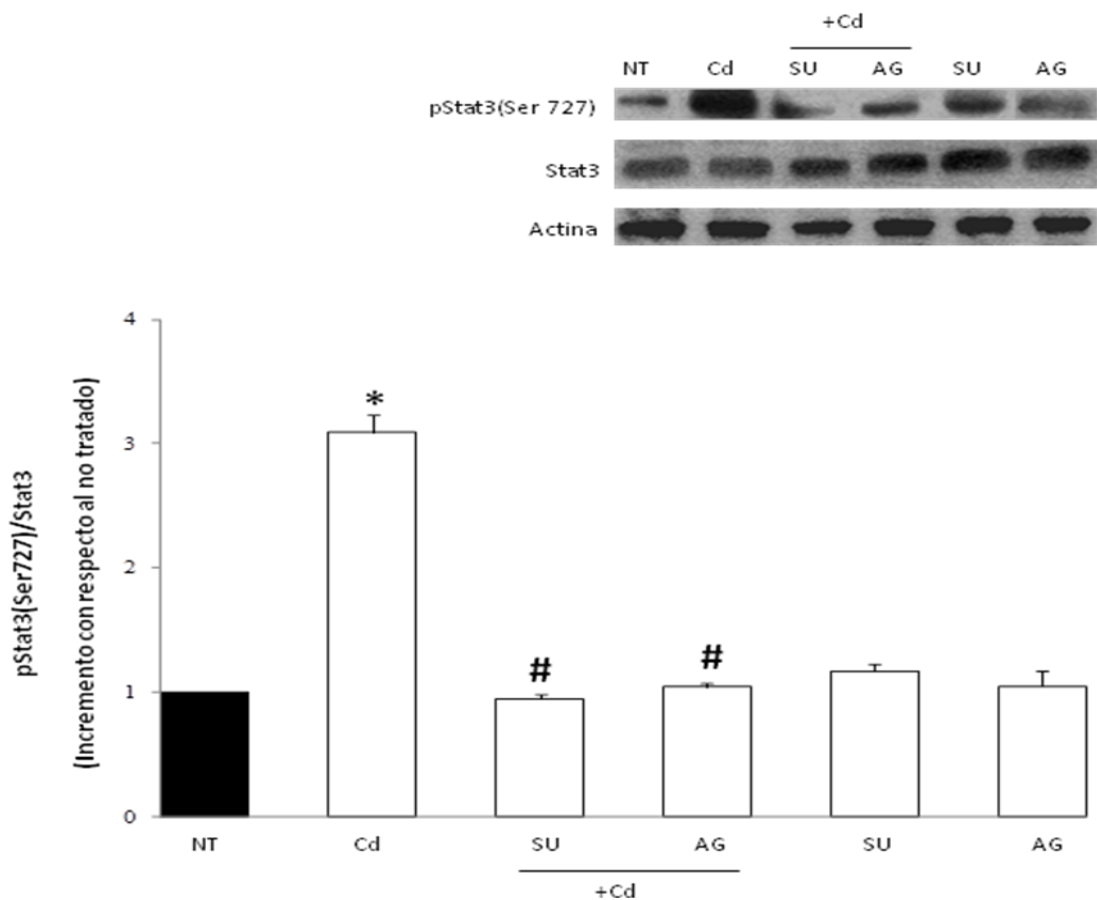 +Cd
NT Cd SU AG SU AG
pStat3(Ser 727)
Stat3
Actina
pStat3(Ser727)/Stat3
(Incremento con respecto al no tratado)
4
3
2
1
0
*
#
#
NT Cd SU AG SU AG
+Cd